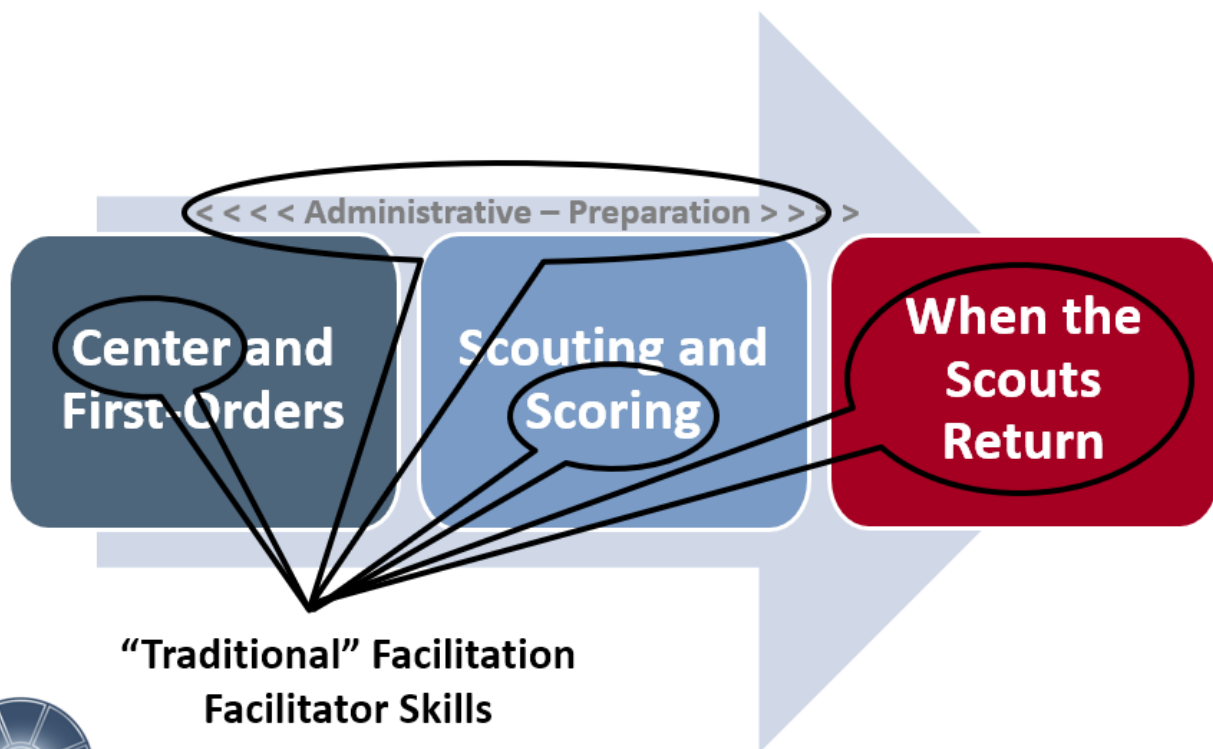 < < < < Administrative – Preparation > > > >
Center and
First-Orders
Scouting and
Scoring
When the
Scouts
Return
“Traditional” Facilitation
Facilitator Skills